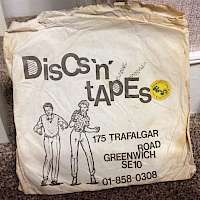 Discs'n'
tapes
175 TRAFALGAR
ROAD
GREENWICH
SE10
01-858-0308